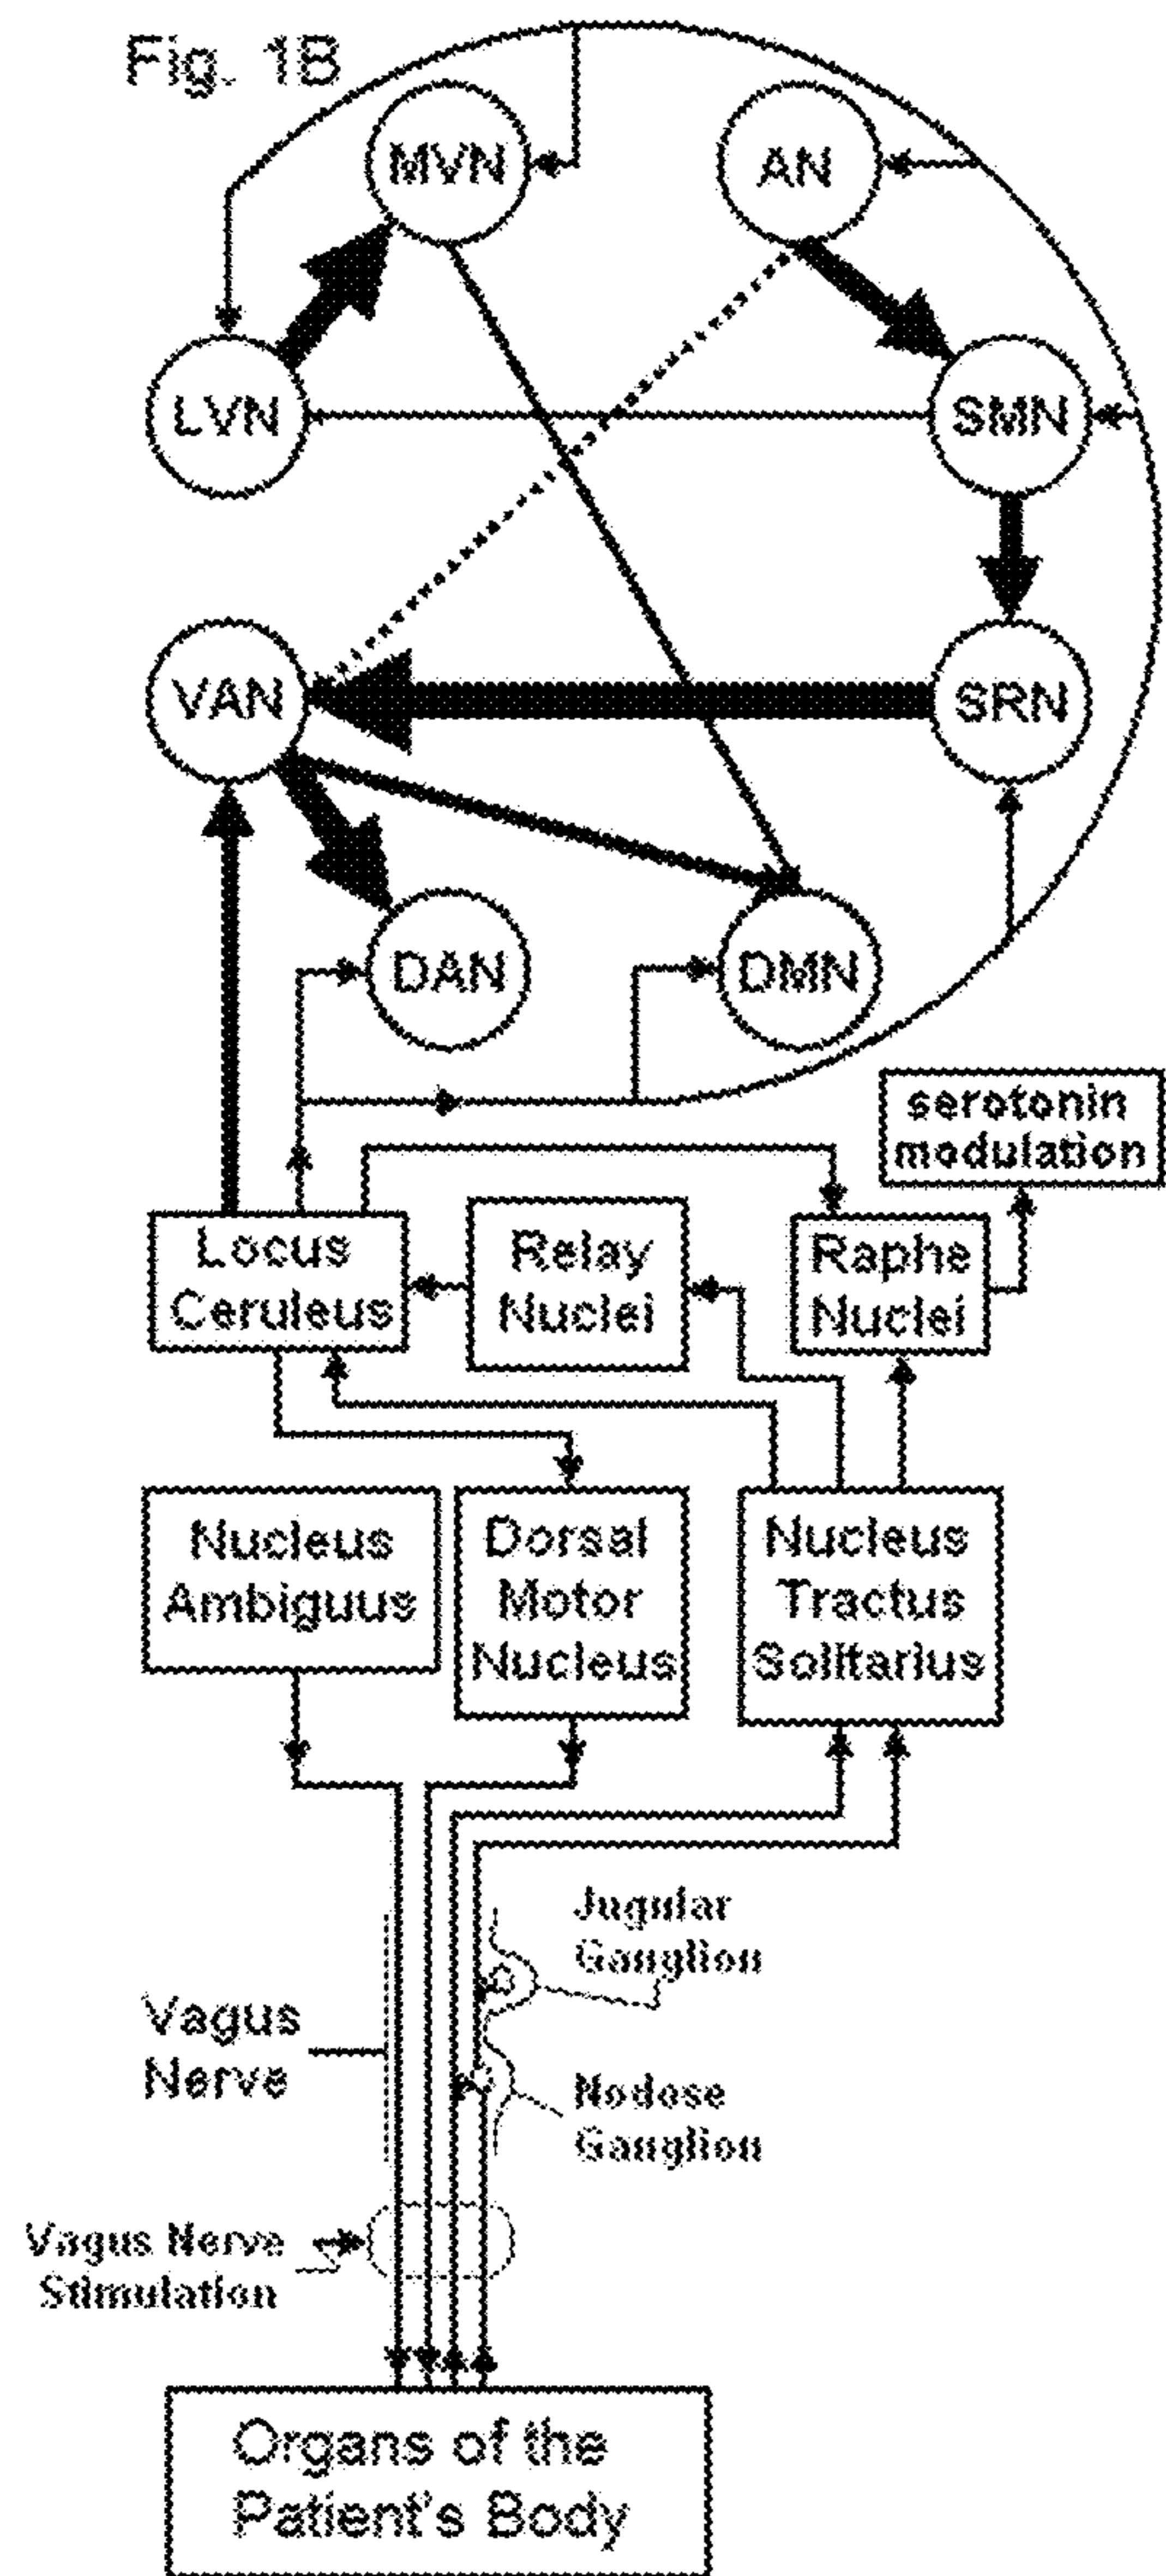 Fig. 1B
MVN
AN
LVN
SMN
VAN
SRN
DAN
DMN
serotonin
modulation
Locus
Ceruleus
Relay
Nuclei
Raphe
Nuclei
Nucleus
Ambiguus
Dorsal
Motor
Nucleus
Nucleus
Tractus
Solitarius
Jugular
Ganglion
Vagus
Nerve
Nodose
Ganglion
Vagus Nerve
Stimulation
Organs of the
Patient's Body